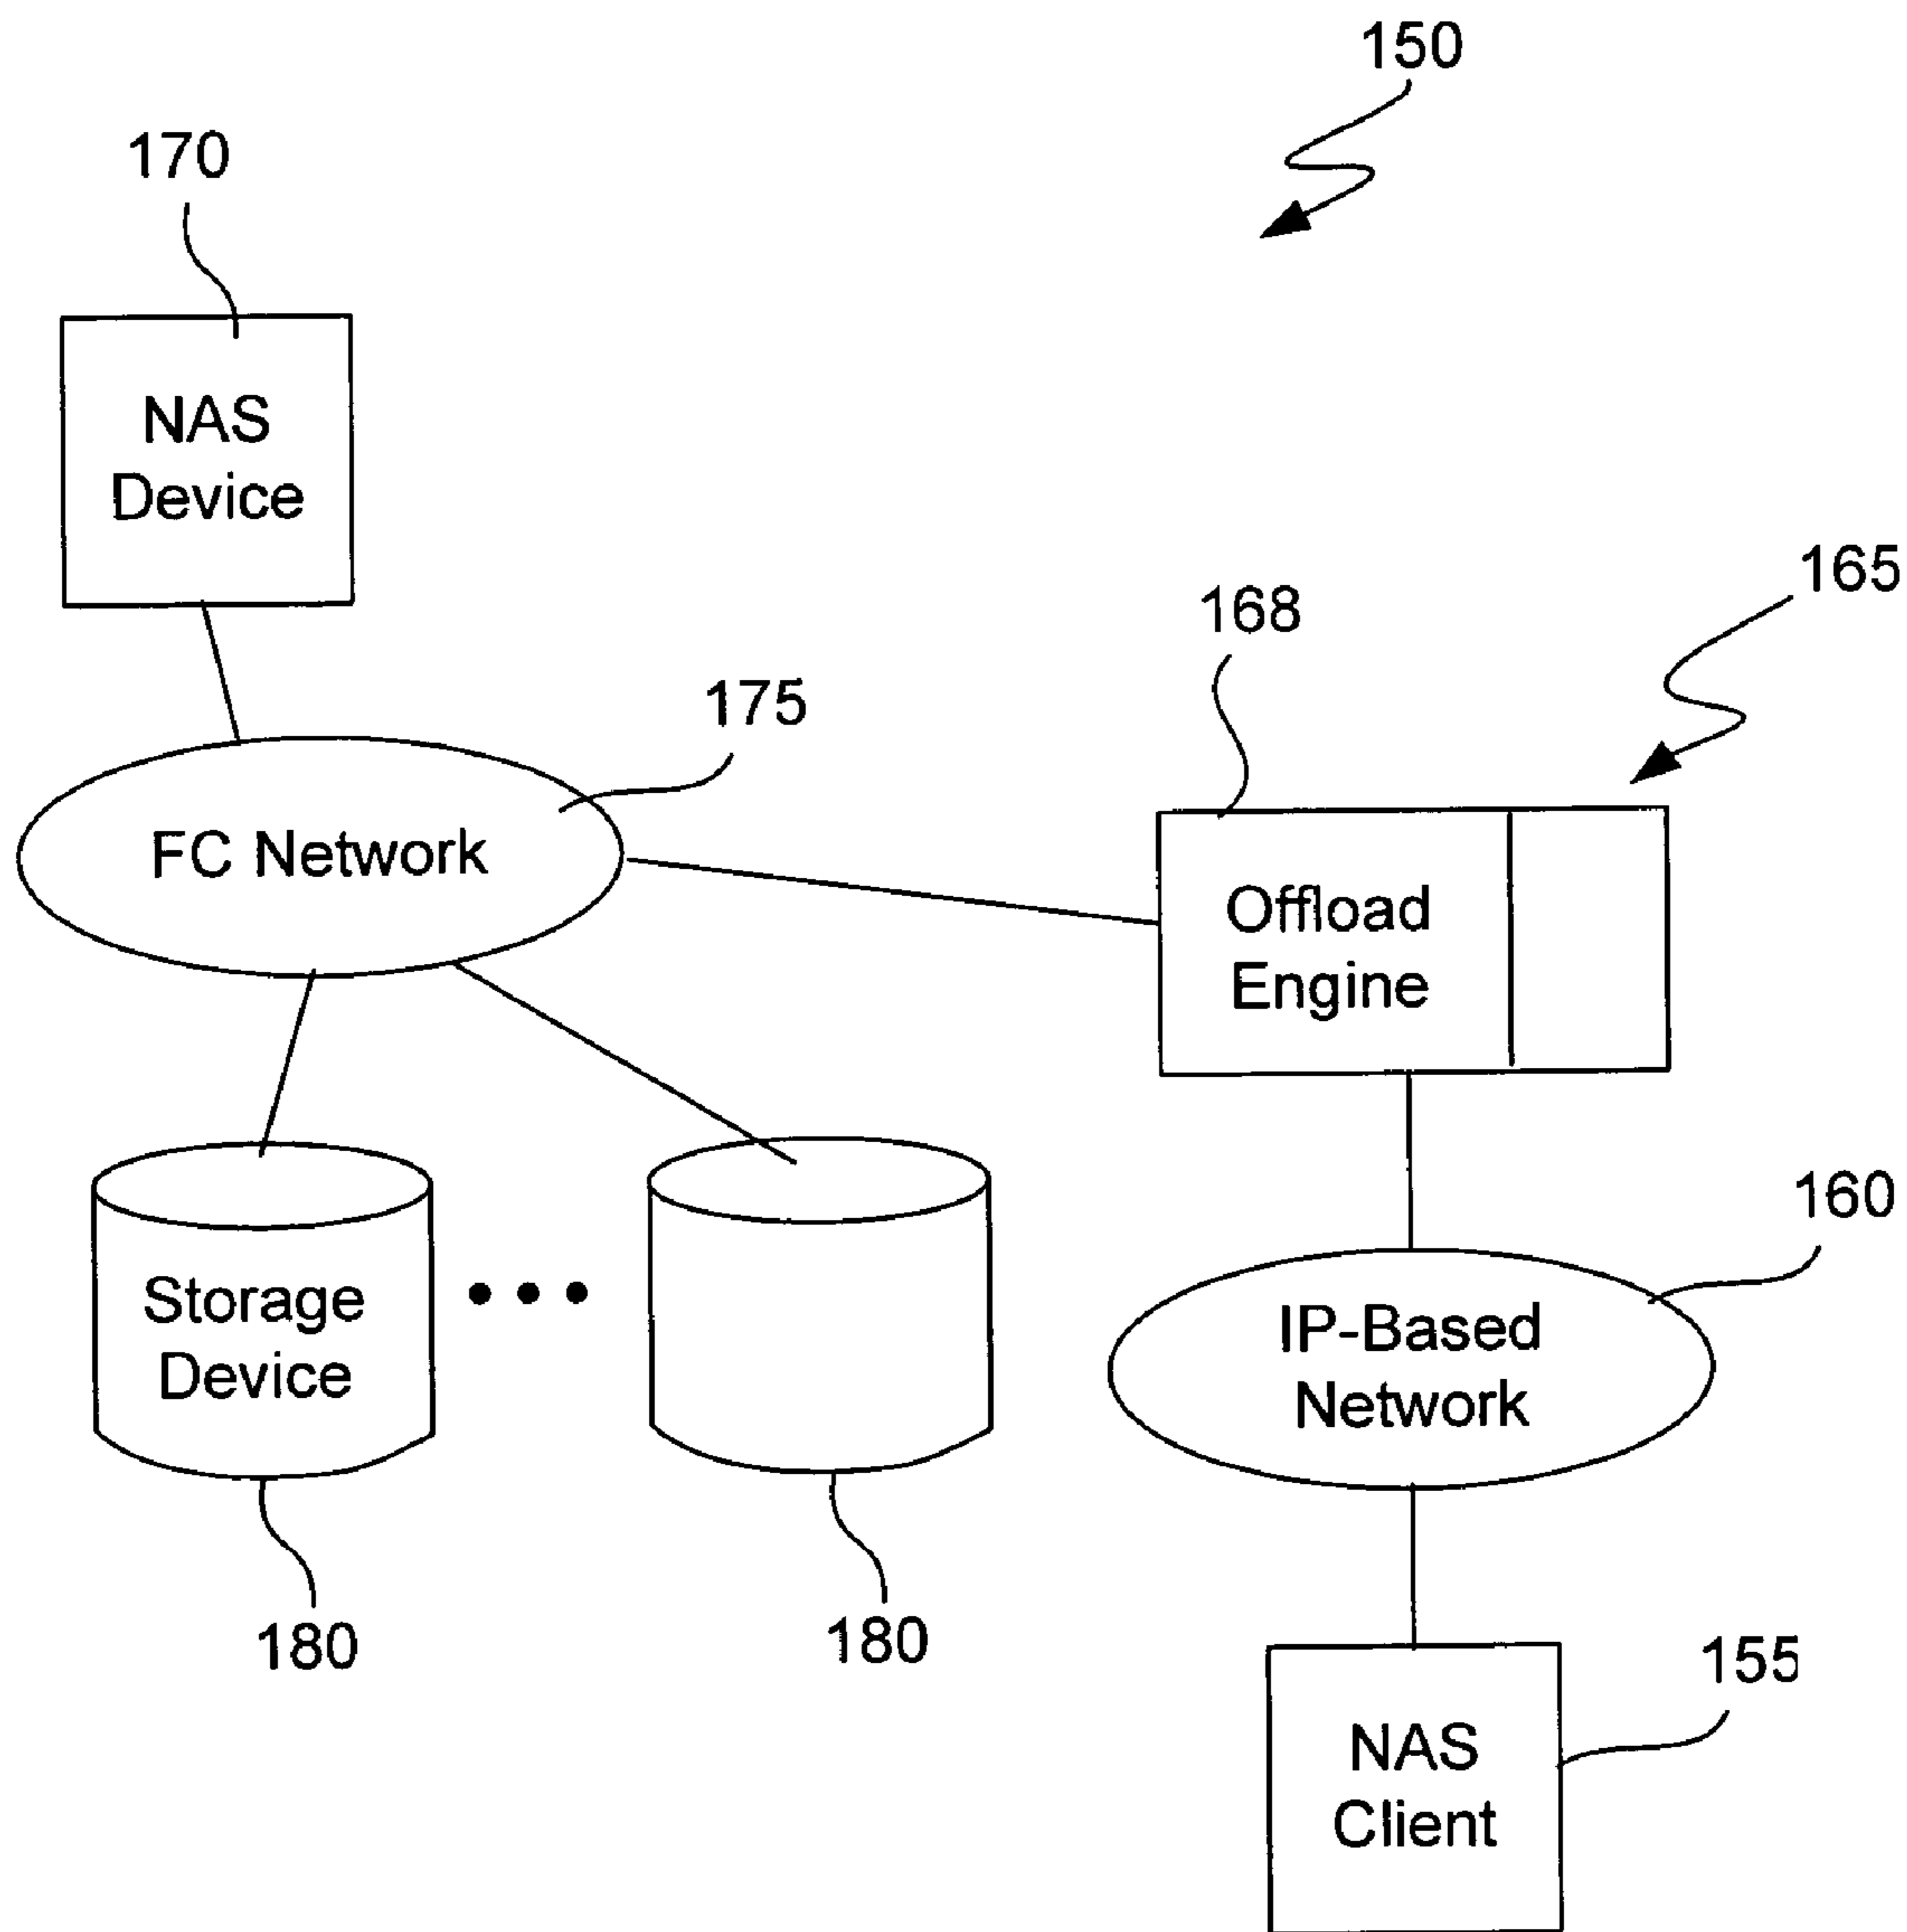 150
170
NAS
Device
165
168
175
FC Network
Offload
Engine
160
Storage
Device
IP-Based
Network
180
180
155
NAS
Client